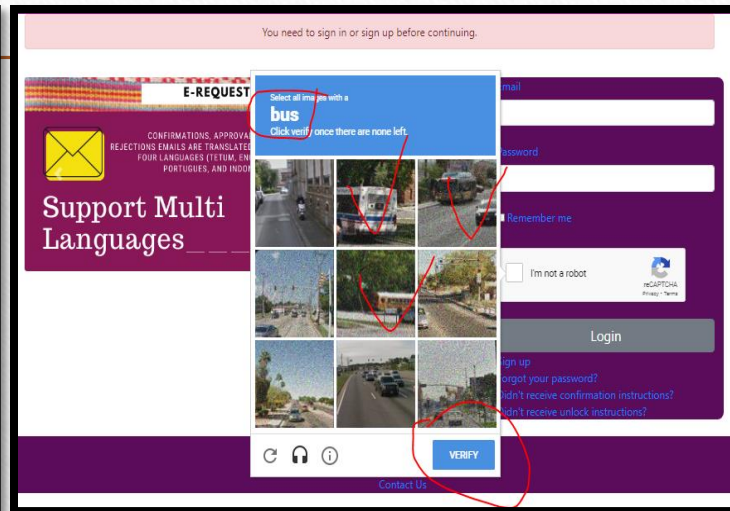 You need to sign in or sign up before continuing.
E-REQUEST
CONFIRMATIONS, APPROVA
REJECTIONS EMAILS ARE TRANSLATED
FOUR LANGUAGES (TETUM, EN
PORTUGUES, AND INDO
Support Multi
Languages___
Select all images with a
bus
Click verify once there are none left.
VERIFY
mail
assword
Remember me
I'm not a robot
reCAPTCHA
Privacy - Terms
Login
ign up
orgot your password?
idn't receive confirmation instructions?
idn't receive unlock instructions?
Contact Us